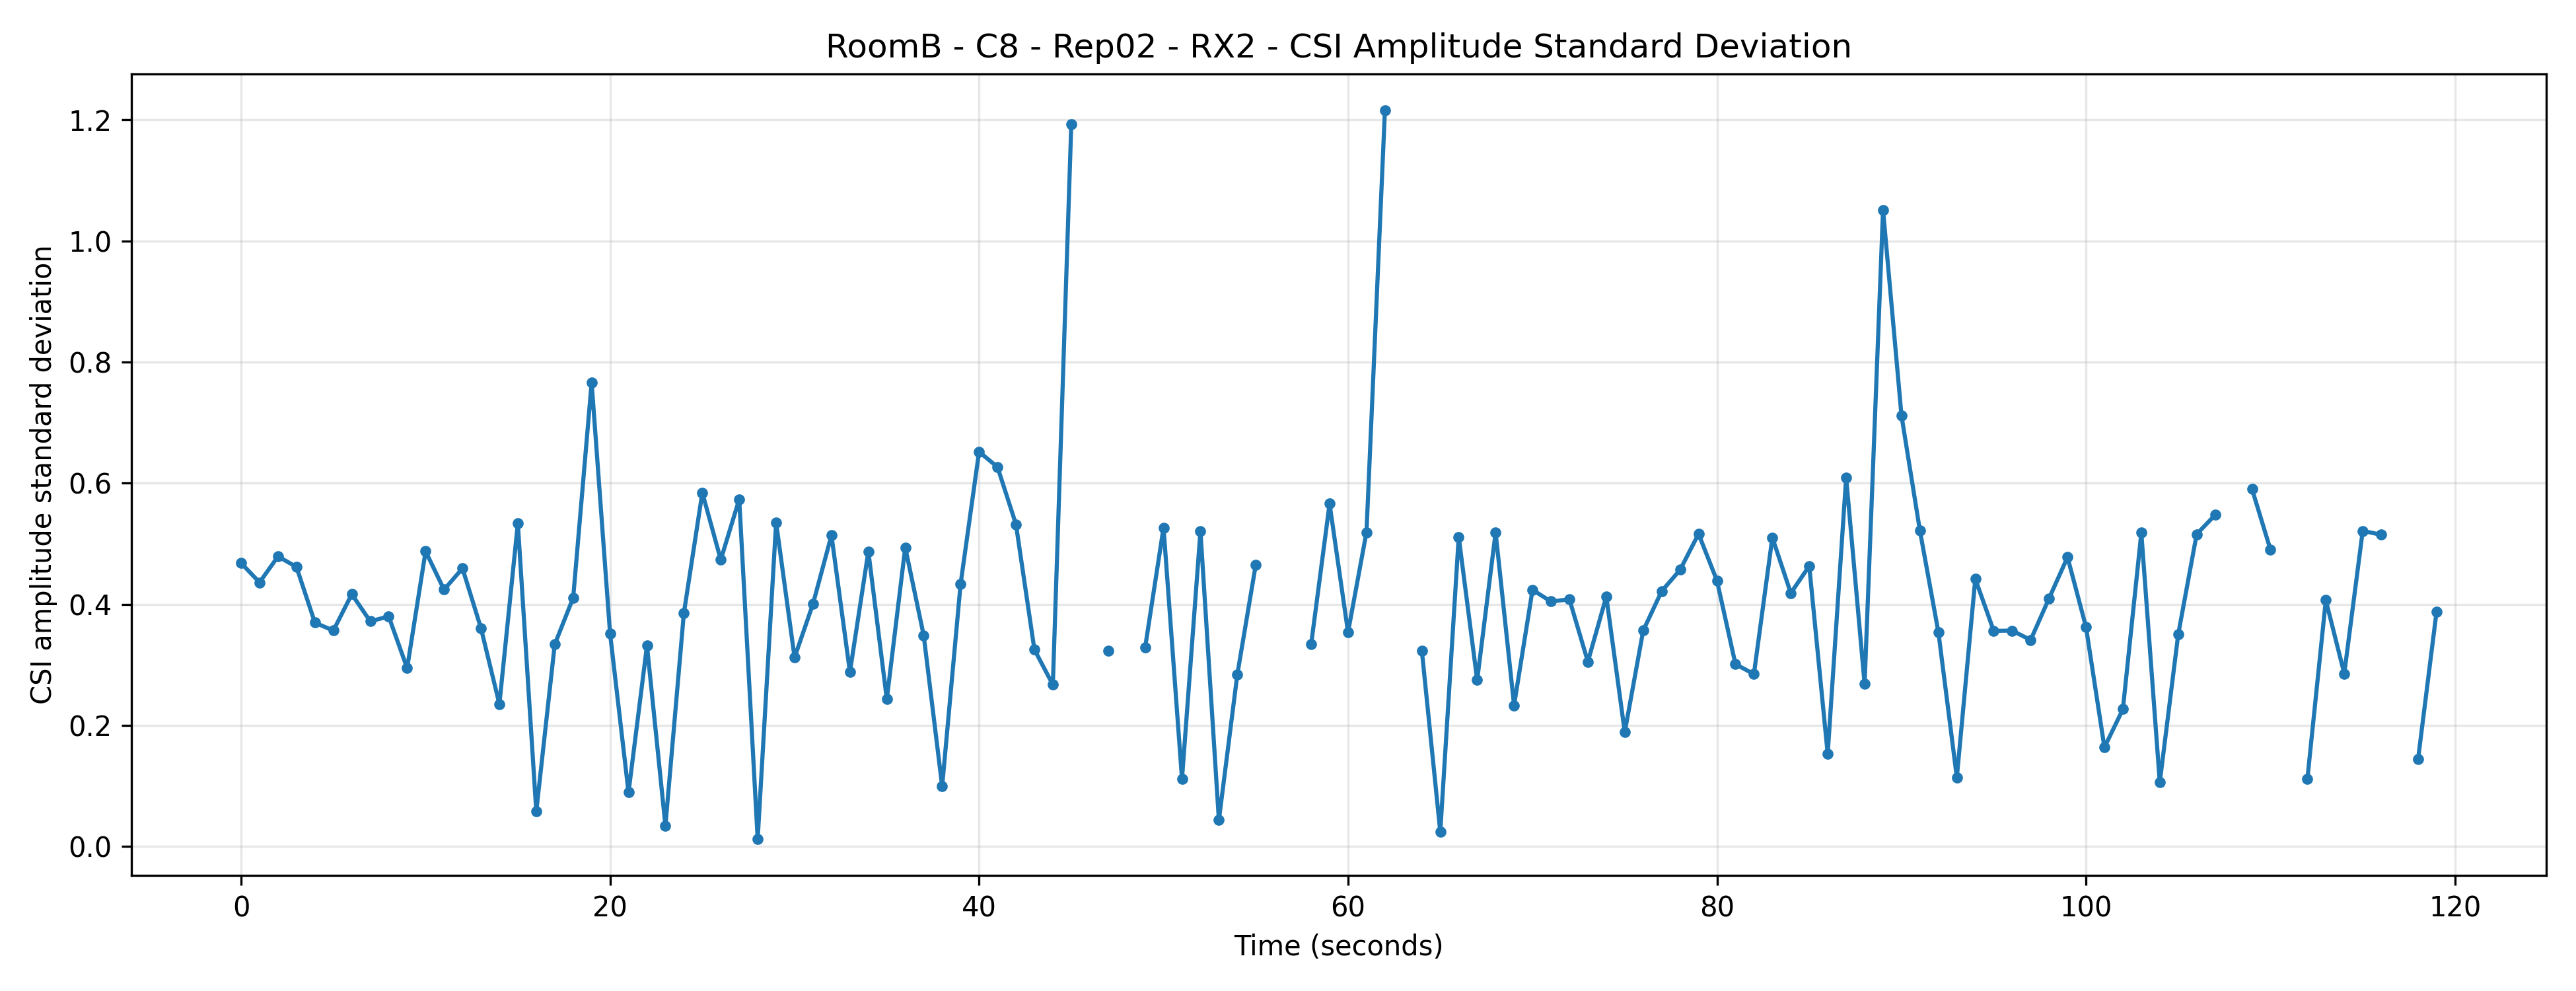 RoomB - C8 - Rep02 - RX2 - CSI Amplitude Standard Deviation
CSI amplitude standard deviation
1.2
1.0
0.8
0.6
0.4
0.2
0.0
0 20 40 60 80 100 120
Time (seconds)